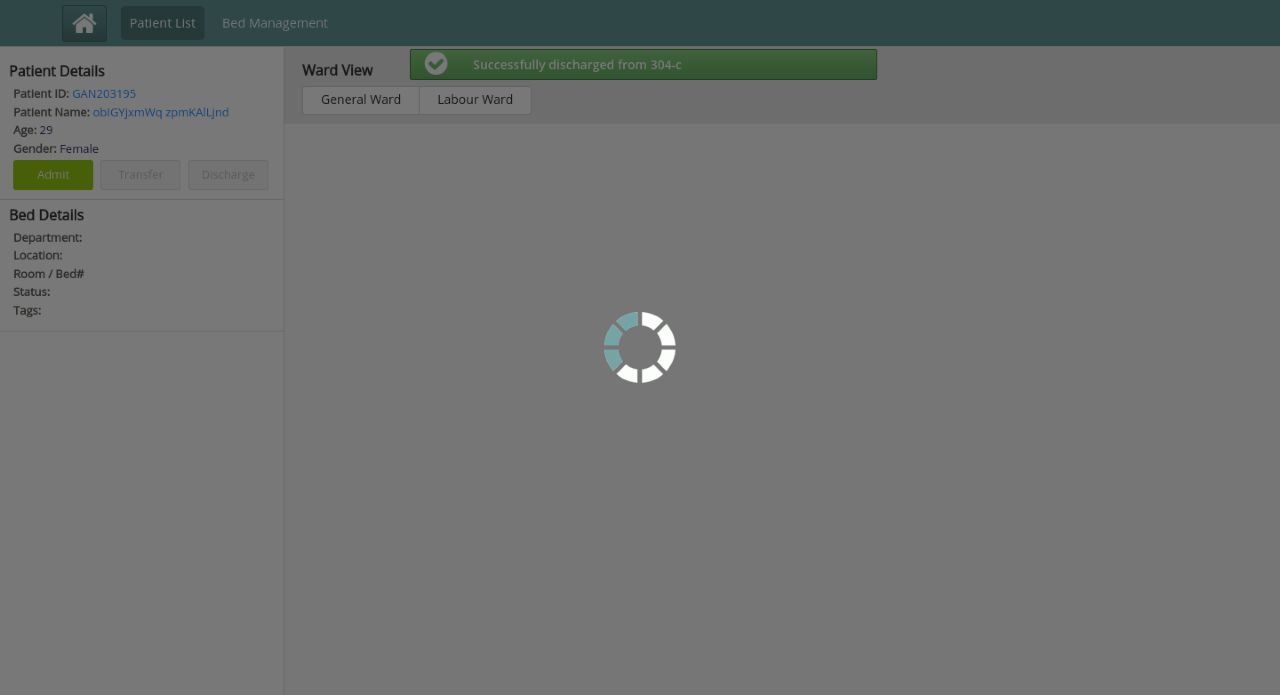 Patient List Bed Management
Patient Details
Patient ID: GAN203195
Patient Name: obIGYjxmWq zpmKAlLjnd
Age: 29
Gender: Female
Admit Transfer Discharge
Bed Details
Department:
Location:
Room / Bed#
Status:
Tags:
Ward View
Successfully discharged from 304-c
General Ward Labour Ward